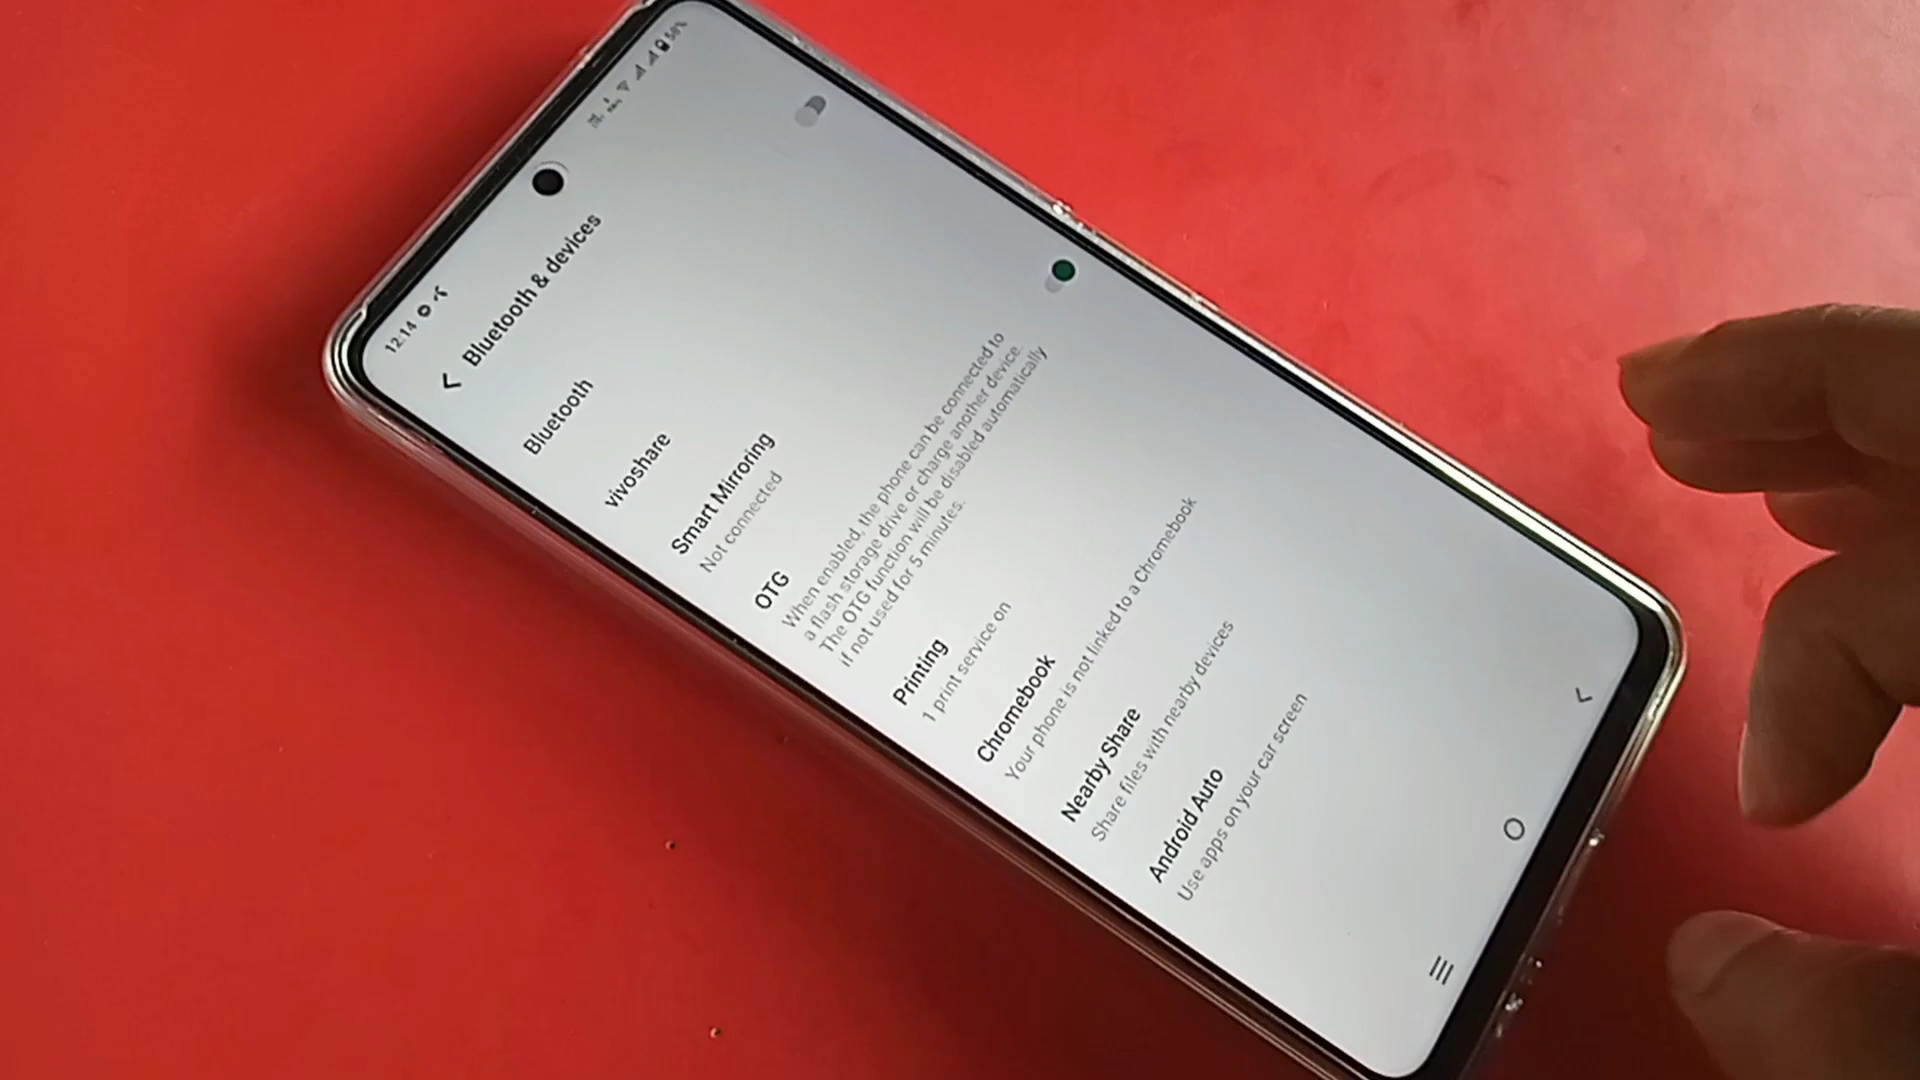 12:14
50%
Bluetooth & devices
Bluetooth
vivoshare
Smart Mirroring
Not connected
OTG
When enabled, the phone can be connected to
a flash storage drive or charge another device.
The OTG function will be disabled automatically
if not used for 5 minutes.
Printing
1 print service on
Chromebook
Your phone is not linked to a Chromebook
Nearby Share
Share files with nearby devices
Android Auto
Use apps on your car screen